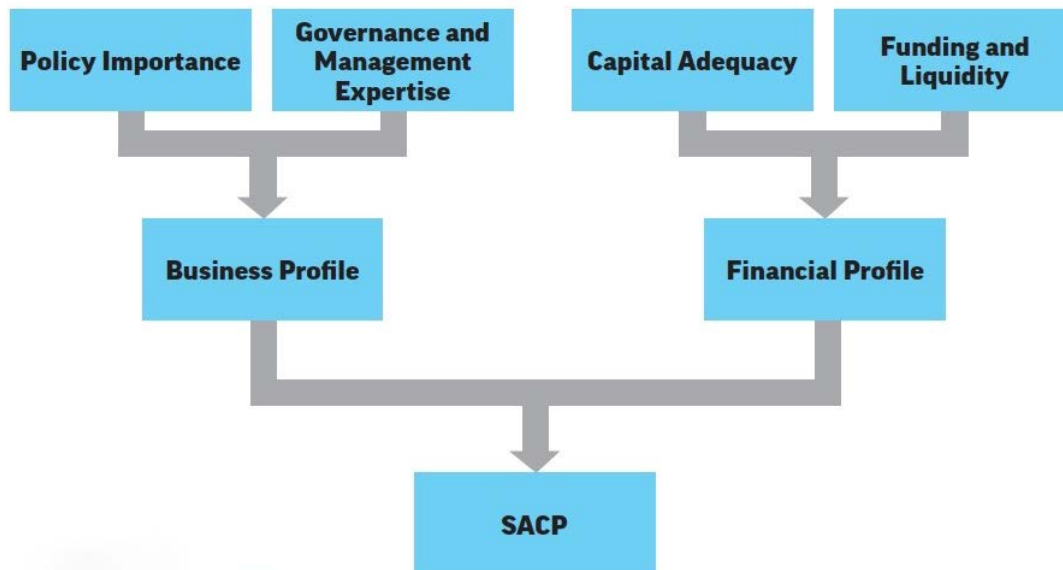 Policy Importance
Governance and
Management
Expertise
Capital Adequacy
Funding and
Liquidity
Business Profile
Financial Profile
SACP